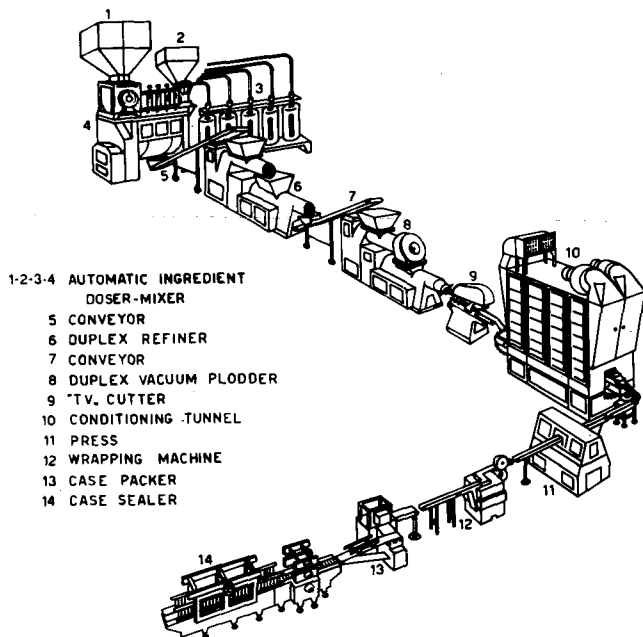 1
2
3
4
5
6
7
8
9
10
1-2-3-4 AUTOMATIC INGREDIENT
DOSER-MIXER
5 CONVEYOR
6 DUPLEX REFINER
7 CONVEYOR
8 DUPLEX VACUUM PLODDER
9 "TV„ CUTTER
10 CONDITIONING TUNNEL
11 PRESS
12 WRAPPING MACHINE
13 CASE PACKER
14 CASE SEALER
11
12
13
14